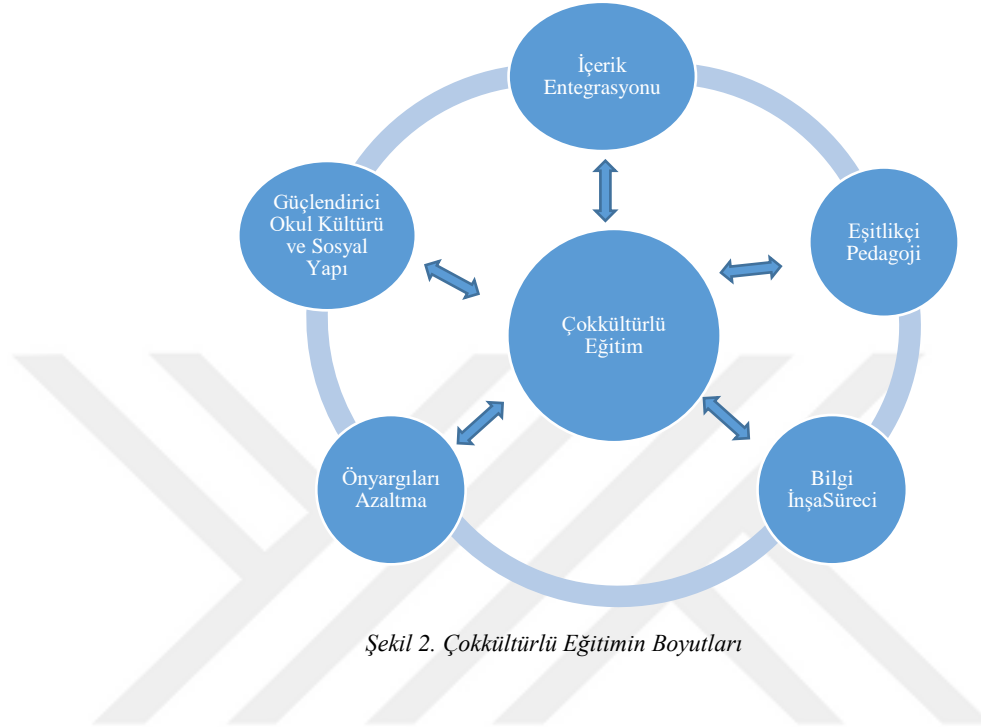 İçerik
Entegrasyonu
Güçlendirici
Okul Kültürü
ve Sosyal
Yapı
Eşitlikçi
Pedagoji
Çokkültürlü
Eğitim
Önyargıları
Azaltma
Bilgi
İnşaSüreci
Şekil 2. Çokkültürlü Eğitimin Boyutları